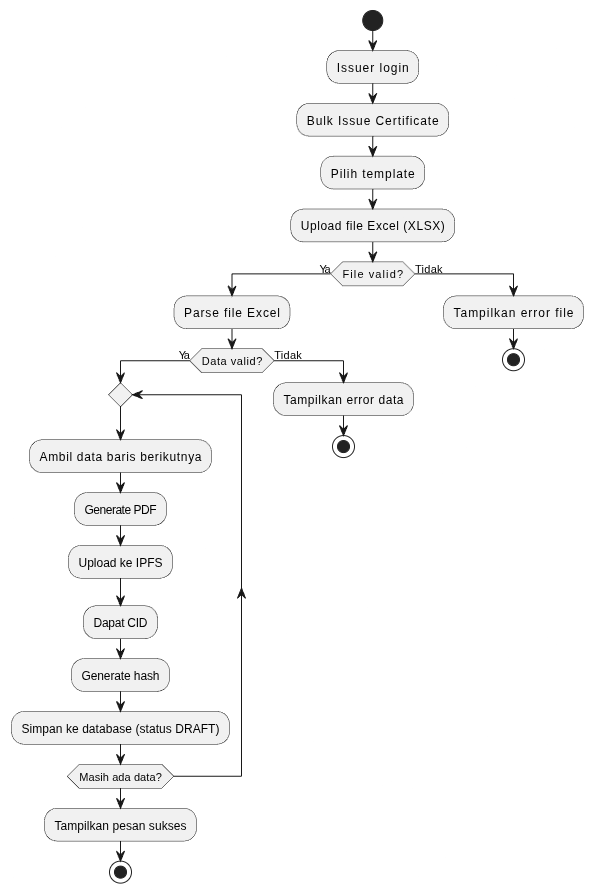 Issuer login
Bulk Issue Certificate
Pilih template
Upload file Excel (XLSX)
Ya
File valid?
Tidak
Parse file Excel
Tampilkan error file
Ya
Data valid?
Tidak
Tampilkan error data
Ambil data baris berikutnya
Generate PDF
Upload ke IPFS
Dapat CID
Generate hash
Simpan ke database (status DRAFT)
Masih ada data?
Tampilkan pesan sukses